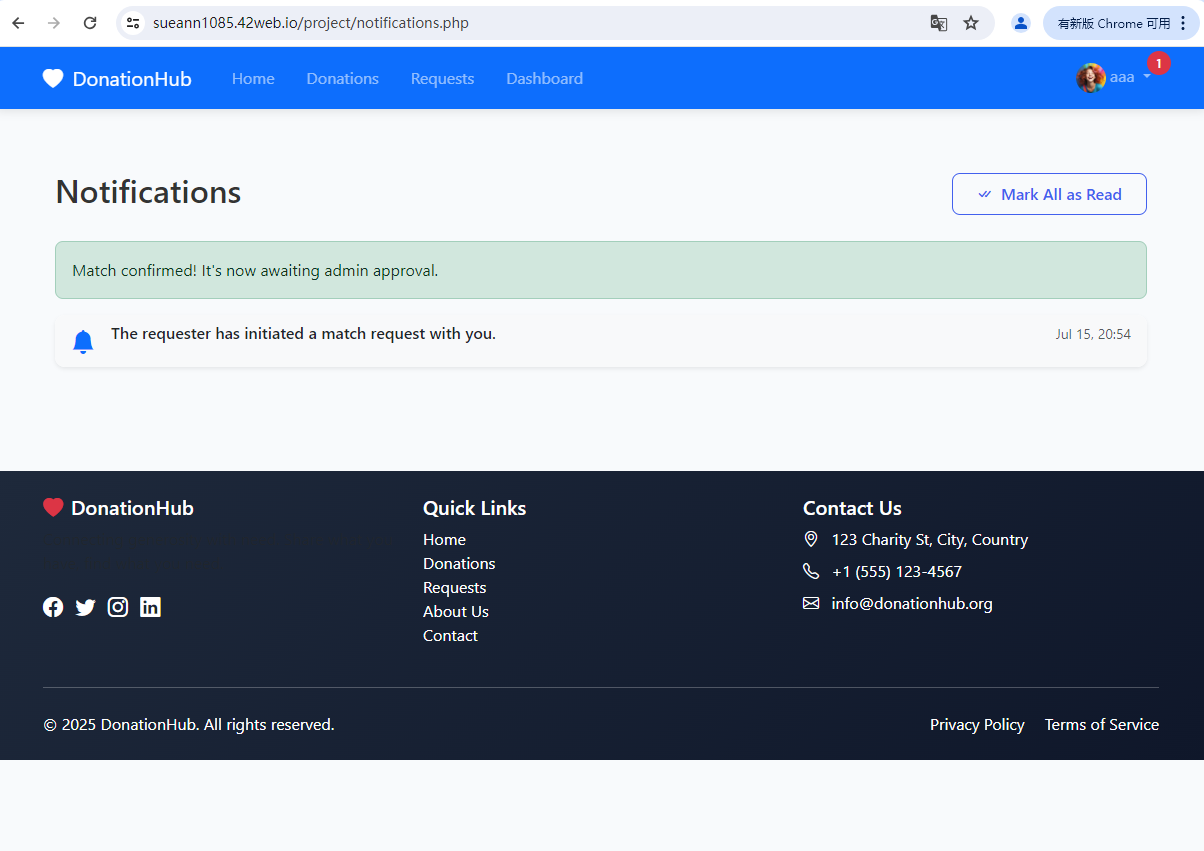 sueann1085.42web.io/project/notifications.php
有新版 Chrome 可用
DonationHub Home Donations Requests Dashboard aaa 1
Notifications
Mark All as Read
Match confirmed! It's now awaiting admin approval.
The requester has initiated a match request with you. Jul 15, 20:54
DonationHub
Quick Links
Home
Donations
Requests
About Us
Contact
Contact Us
123 Charity St, City, Country
+1 (555) 123-4567
info@donationhub.org
© 2025 DonationHub. All rights reserved.
Privacy Policy Terms of Service